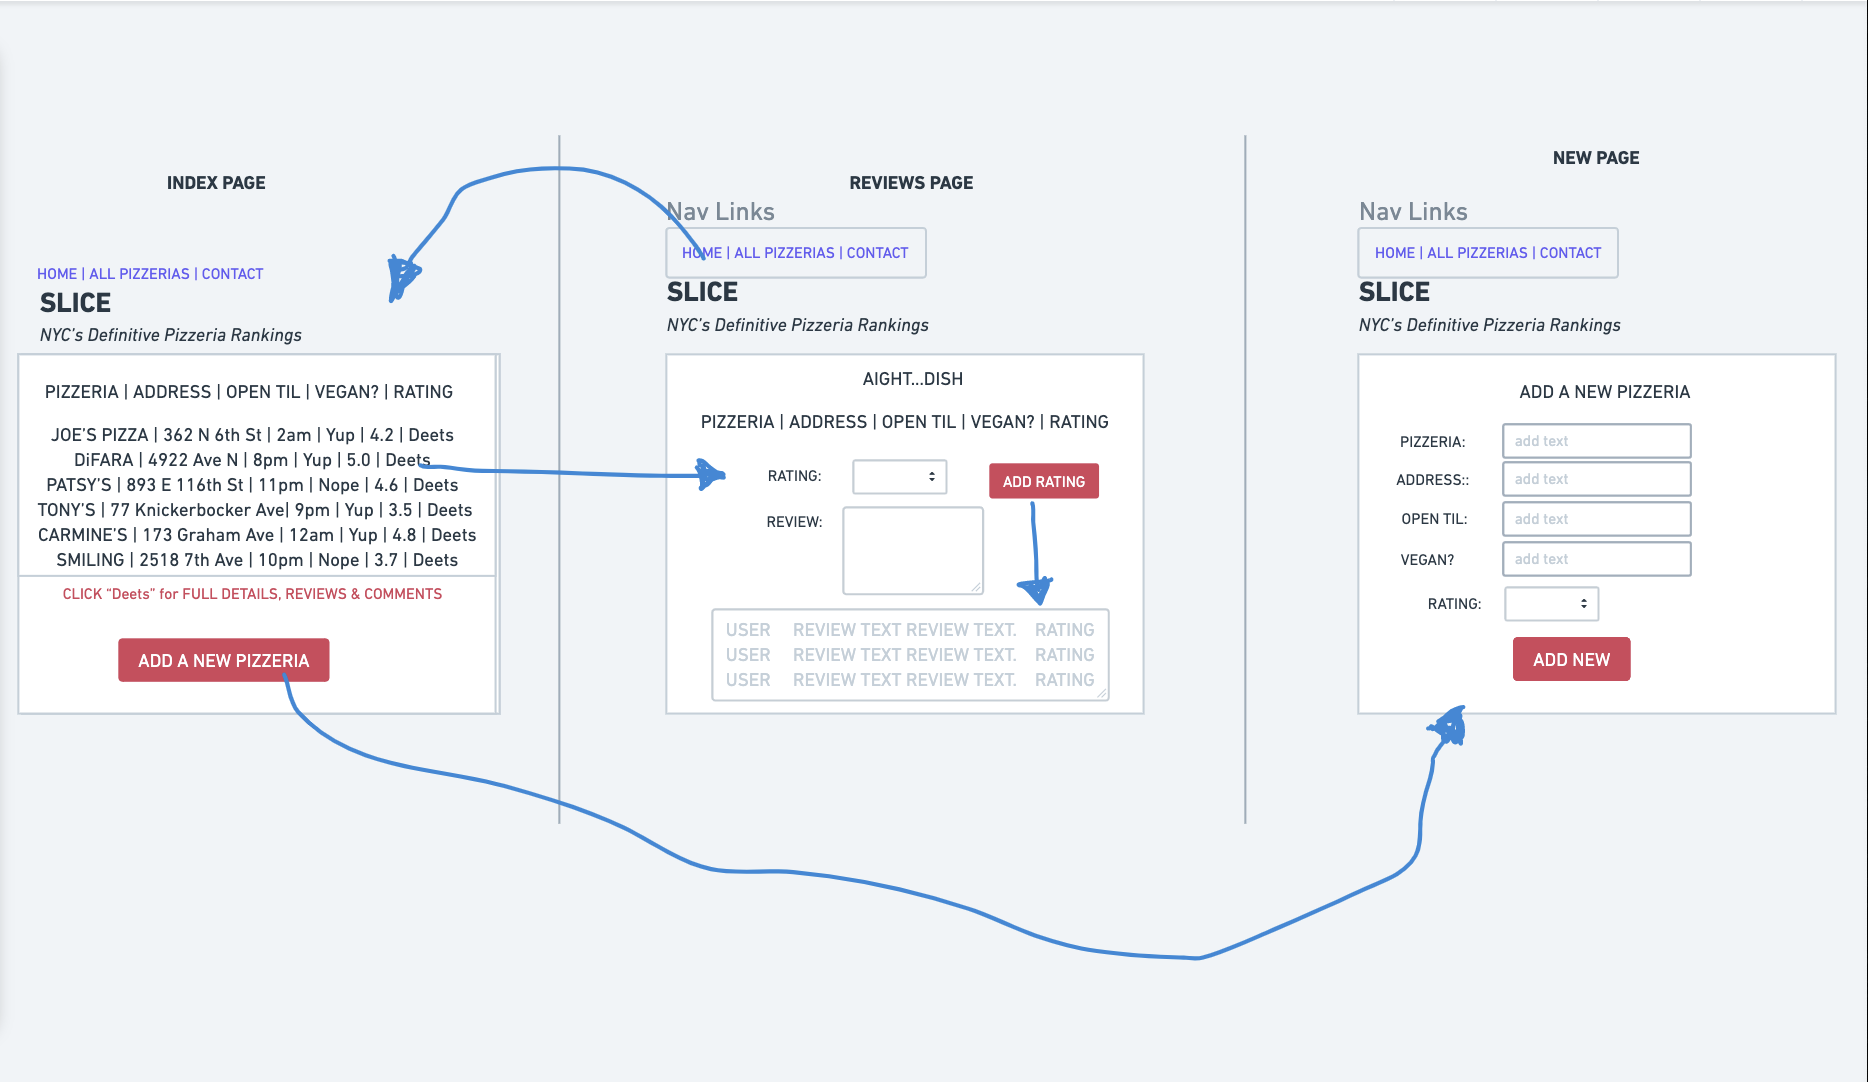 INDEX PAGE
HOME | ALL PIZZERIAS | CONTACT
SLICE
NYC's Definitive Pizzeria Rankings
PIZZERIA | ADDRESS | OPEN TIL | VEGAN? | RATING
JOE'S PIZZA | 362 N 6th St | 2am | Yup | 4.2 | Deets
DiFARA | 4922 Ave N | 8pm | Yup | 5.0 | Deets
PATSY'S | 893 E 116th St | 11pm | Nope | 4.6 | Deets
TONY'S | 77 Knickerbocker Ave| 9pm | Yup | 3.5 | Deets
CARMINE'S | 173 Graham Ave | 12am | Yup | 4.8 | Deets
SMILING | 2518 7th Ave | 10pm | Nope | 3.7 | Deets
CLICK "Deets" for FULL DETAILS, REVIEWS & COMMENTS
ADD A NEW PIZZERIA
REVIEWS PAGE
Nav Links
HOME | ALL PIZZERIAS | CONTACT
SLICE
NYC's Definitive Pizzeria Rankings
AIGHT...DISH
PIZZERIA | ADDRESS | OPEN TIL | VEGAN? | RATING
RATING:
ADD RATING
REVIEW:
USER REVIEW TEXT REVIEW TEXT. RATING
USER REVIEW TEXT REVIEW TEXT. RATING
USER REVIEW TEXT REVIEW TEXT. RATING
NEW PAGE
Nav Links
HOME | ALL PIZZERIAS | CONTACT
SLICE
NYC's Definitive Pizzeria Rankings
ADD A NEW PIZZERIA
PIZZERIA: add text
ADDRESS:: add text
OPEN TIL: add text
VEGAN? add text
RATING:
ADD NEW